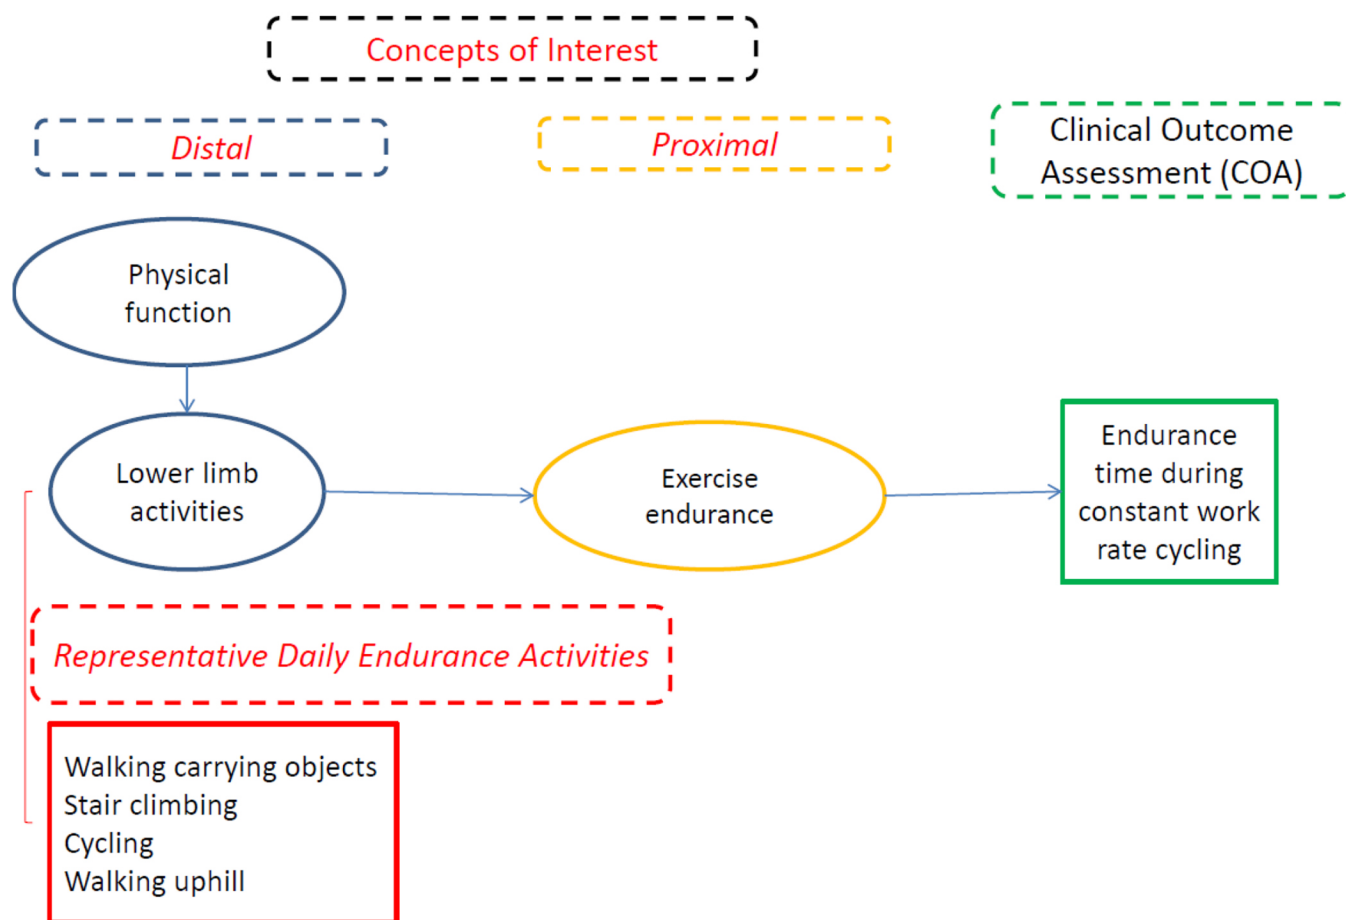 Concepts of Interest
Distal
Proximal
Clinical Outcome
Assessment (COA)
Physical
function
Lower limb
activities
Exercise
endurance
Endurance
time during
constant work
rate cycling
Representative Daily Endurance Activities
Walking carrying objects
Stair climbing
Cycling
Walking uphill